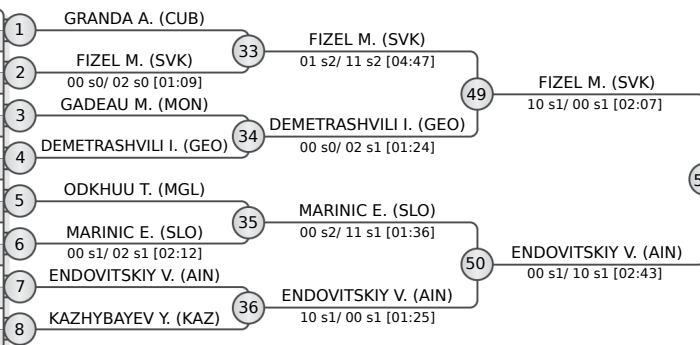 1
GRANDA A. (CUB)
2
FIZEL M. (SVK)
00 s0/ 02 s0 [01:09]
3
GADEAU M. (MON)
4
DEMETRASHVILI I. (GEO)
5
ODKHUU T. (MGL)
6
MARINIC E. (SLO)
00 s1/ 02 s1 [02:12]
7
ENDOVITSKIY V. (AIN)
8
KAZHYBAYEV Y. (KAZ)
33
FIZEL M. (SVK)
01 s2/ 11 s2 [04:47]
34
DEMETRASHVILI I. (GEO)
00 s0/ 02 s1 [01:24]
35
MARINIC E. (SLO)
00 s2/ 11 s1 [01:36]
36
ENDOVITSKIY V. (AIN)
10 s1/ 00 s1 [01:25]
49
FIZEL M. (SVK)
10 s1/ 00 s1 [02:07]
50
ENDOVITSKIY V. (AIN)
00 s1/ 10 s1 [02:43]